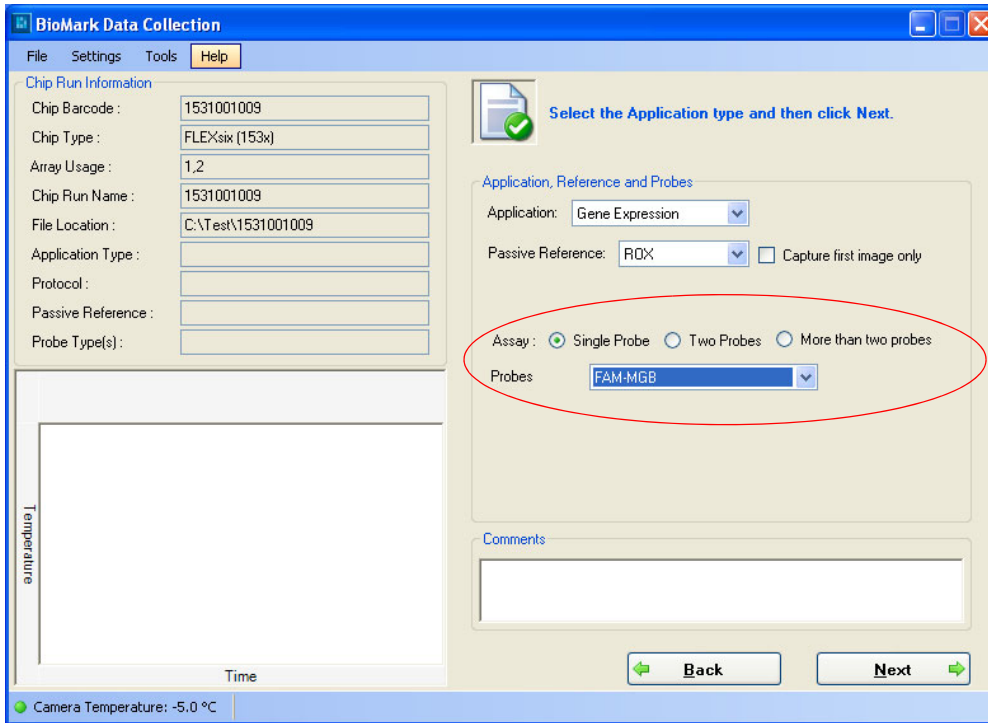 BioMark Data Collection
File Settings Tools Help
Chip Run Information
Chip Barcode : 1531001009
Chip Type : FLEXsix (153x)
Array Usage : 1,2
Chip Run Name : 1531001009
File Location : C:\Test\1531001009
Application Type :
Protocol :
Passive Reference :
Probe Type(s) :
Temperature
Time
Select the Application type and then click Next.
Application, Reference and Probes
Application: Gene Expression
Passive Reference: ROX Capture first image only
Assay : Single Probe Two Probes More than two probes
Probes FAM-MGB
Comments
Back Next
Camera Temperature: -5.0 ºC